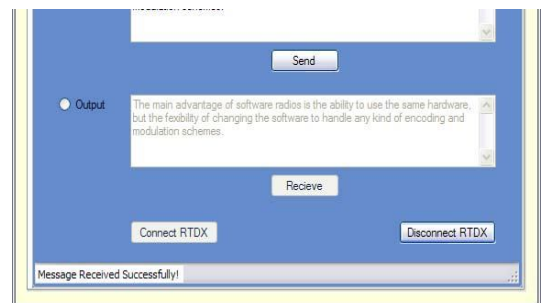 modulation schemes.
Send
Output
The main advantage of software radios is the ability to use the same hardware,
but the fexibility of changing the software to handle any kind of encoding and
modulation schemes.
Recieve
Connect RTDX
Disconnect RTDX
Message Received Successfully!